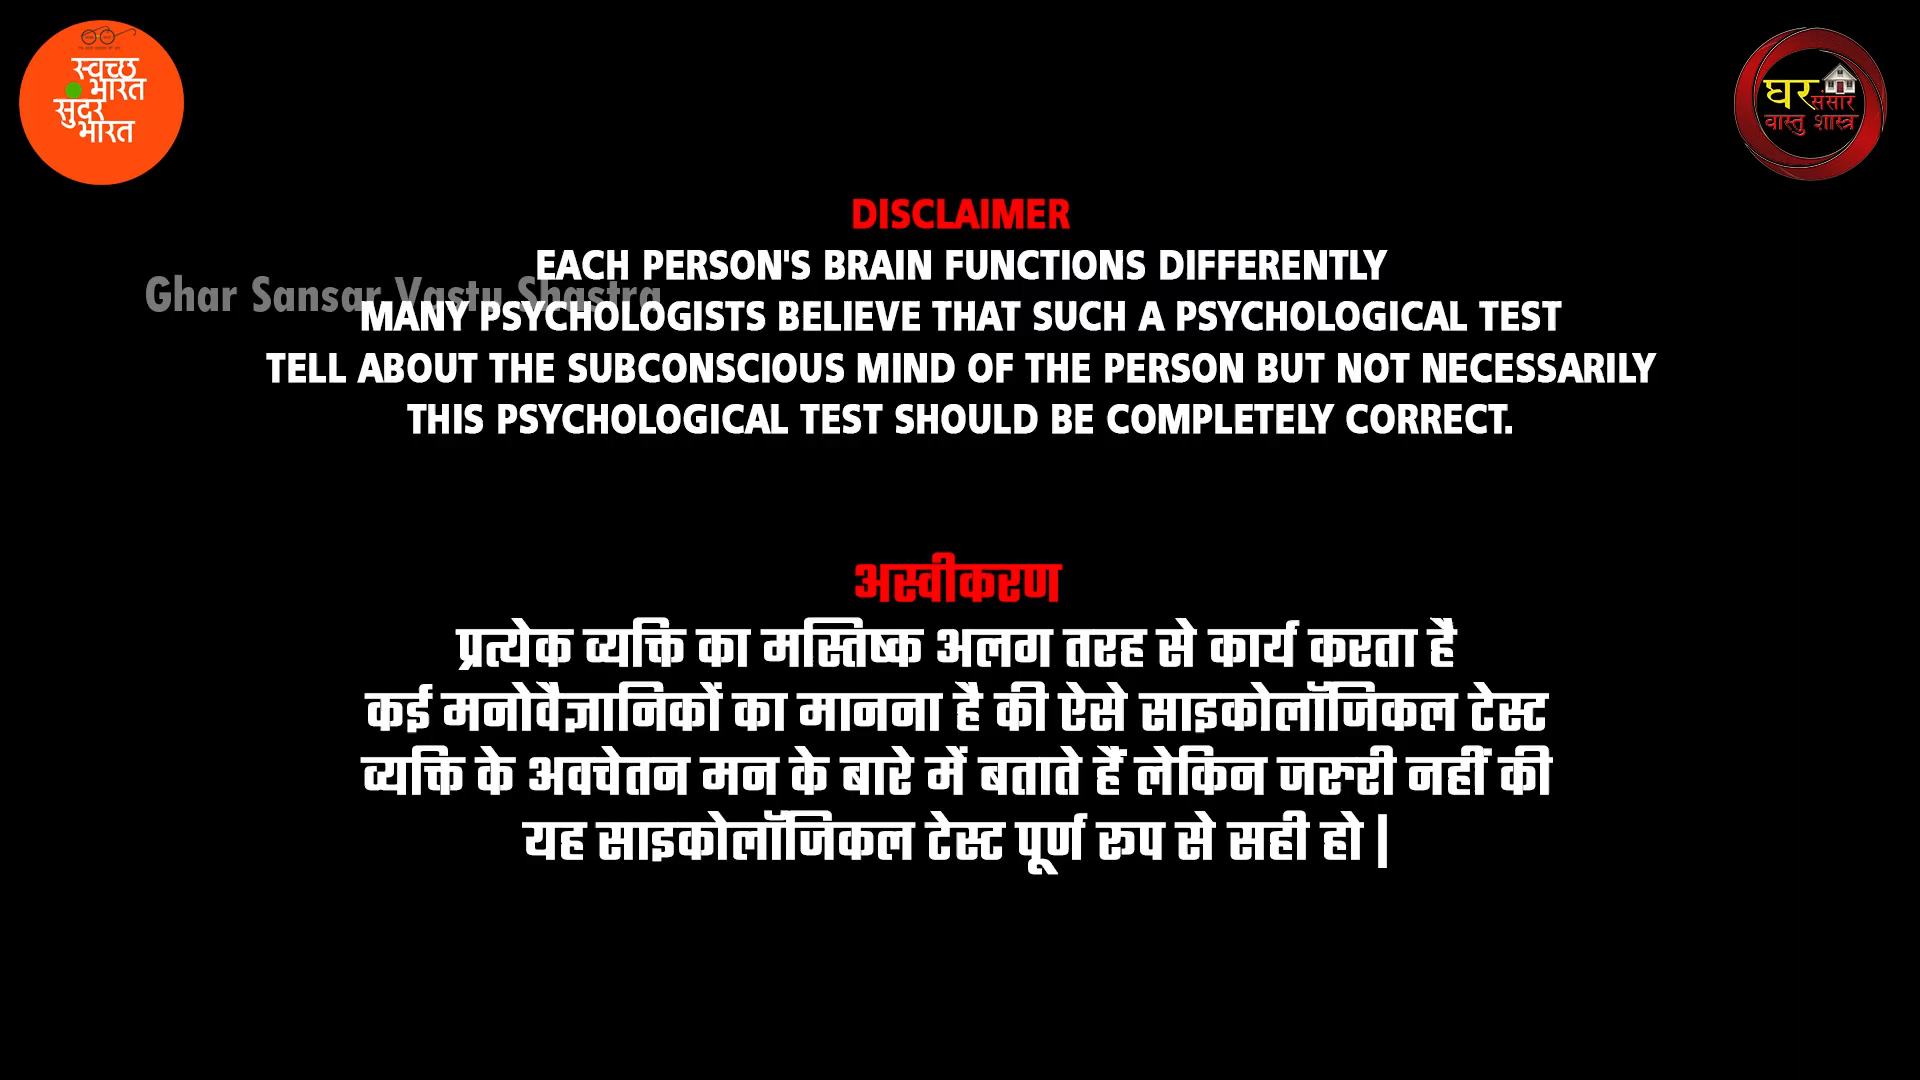 स्वच्छ
भारत
सुंदर
भारत
घर
संसार
वास्तु शास्त्र
DISCLAIMER
EACH PERSON'S BRAIN FUNCTIONS DIFFERENTLY
Ghar Sansar Vastu Shastra
MANY PSYCHOLOGISTS BELIEVE THAT SUCH A PSYCHOLOGICAL TEST
TELL ABOUT THE SUBCONSCIOUS MIND OF THE PERSON BUT NOT NECESSARILY
THIS PSYCHOLOGICAL TEST SHOULD BE COMPLETELY CORRECT.
अस्वीकरण
प्रत्येक व्यक्ति का मस्तिष्क अलग तरह से कार्य करता है
कई मनोवैज्ञानिकों का मानना है की ऐसे साइकोलॉजिकल टेस्ट
व्यक्ति के अवचेतन मन के बारे में बताते हैं लेकिन जरुरी नहीं की
यह साइकोलॉजिकल टेस्ट पूर्ण रूप से सही हो |